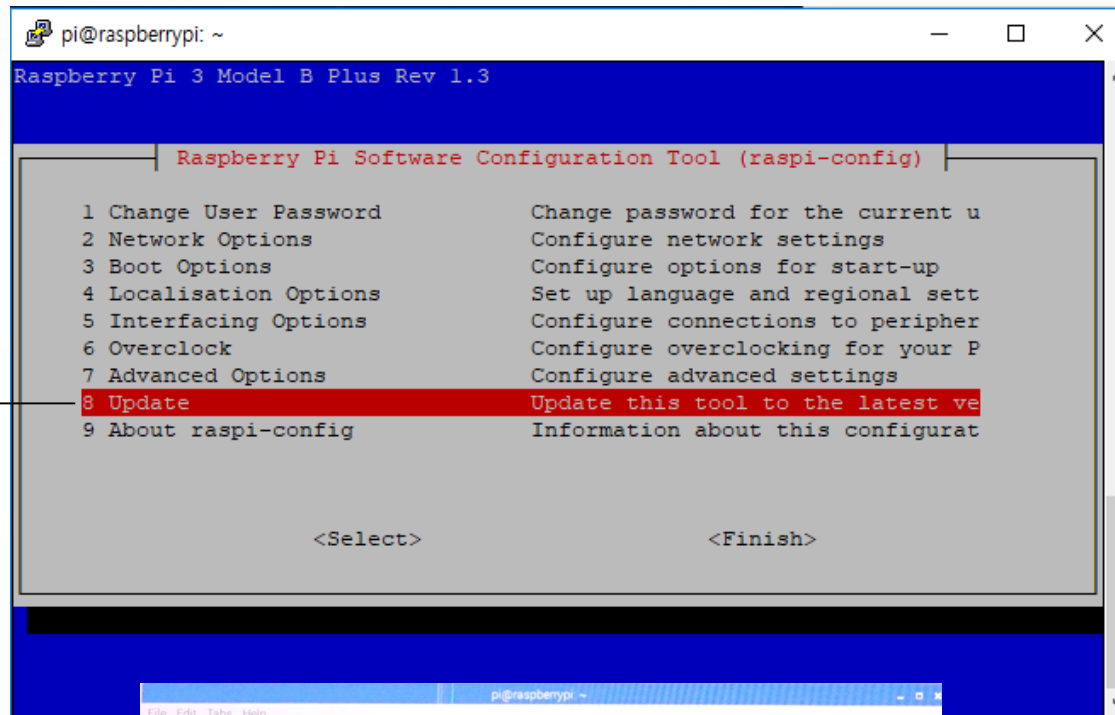 pi@raspberrypi: ~
Raspberry Pi 3 Model B Plus Rev 1.3
Raspberry Pi Software Configuration Tool (raspi-config)
1 Change User Password Change password for the current u
2 Network Options Configure network settings
3 Boot Options Configure options for start-up
4 Localisation Options Set up language and regional sett
5 Interfacing Options Configure connections to peripher
6 Overclock Configure overclocking for your P
7 Advanced Options Configure advanced settings
8 Update Update this tool to the latest ve
9 About raspi-config Information about this configurat
<Select> <Finish>
pi@raspberrypi: ~
File Edit Tabs Help